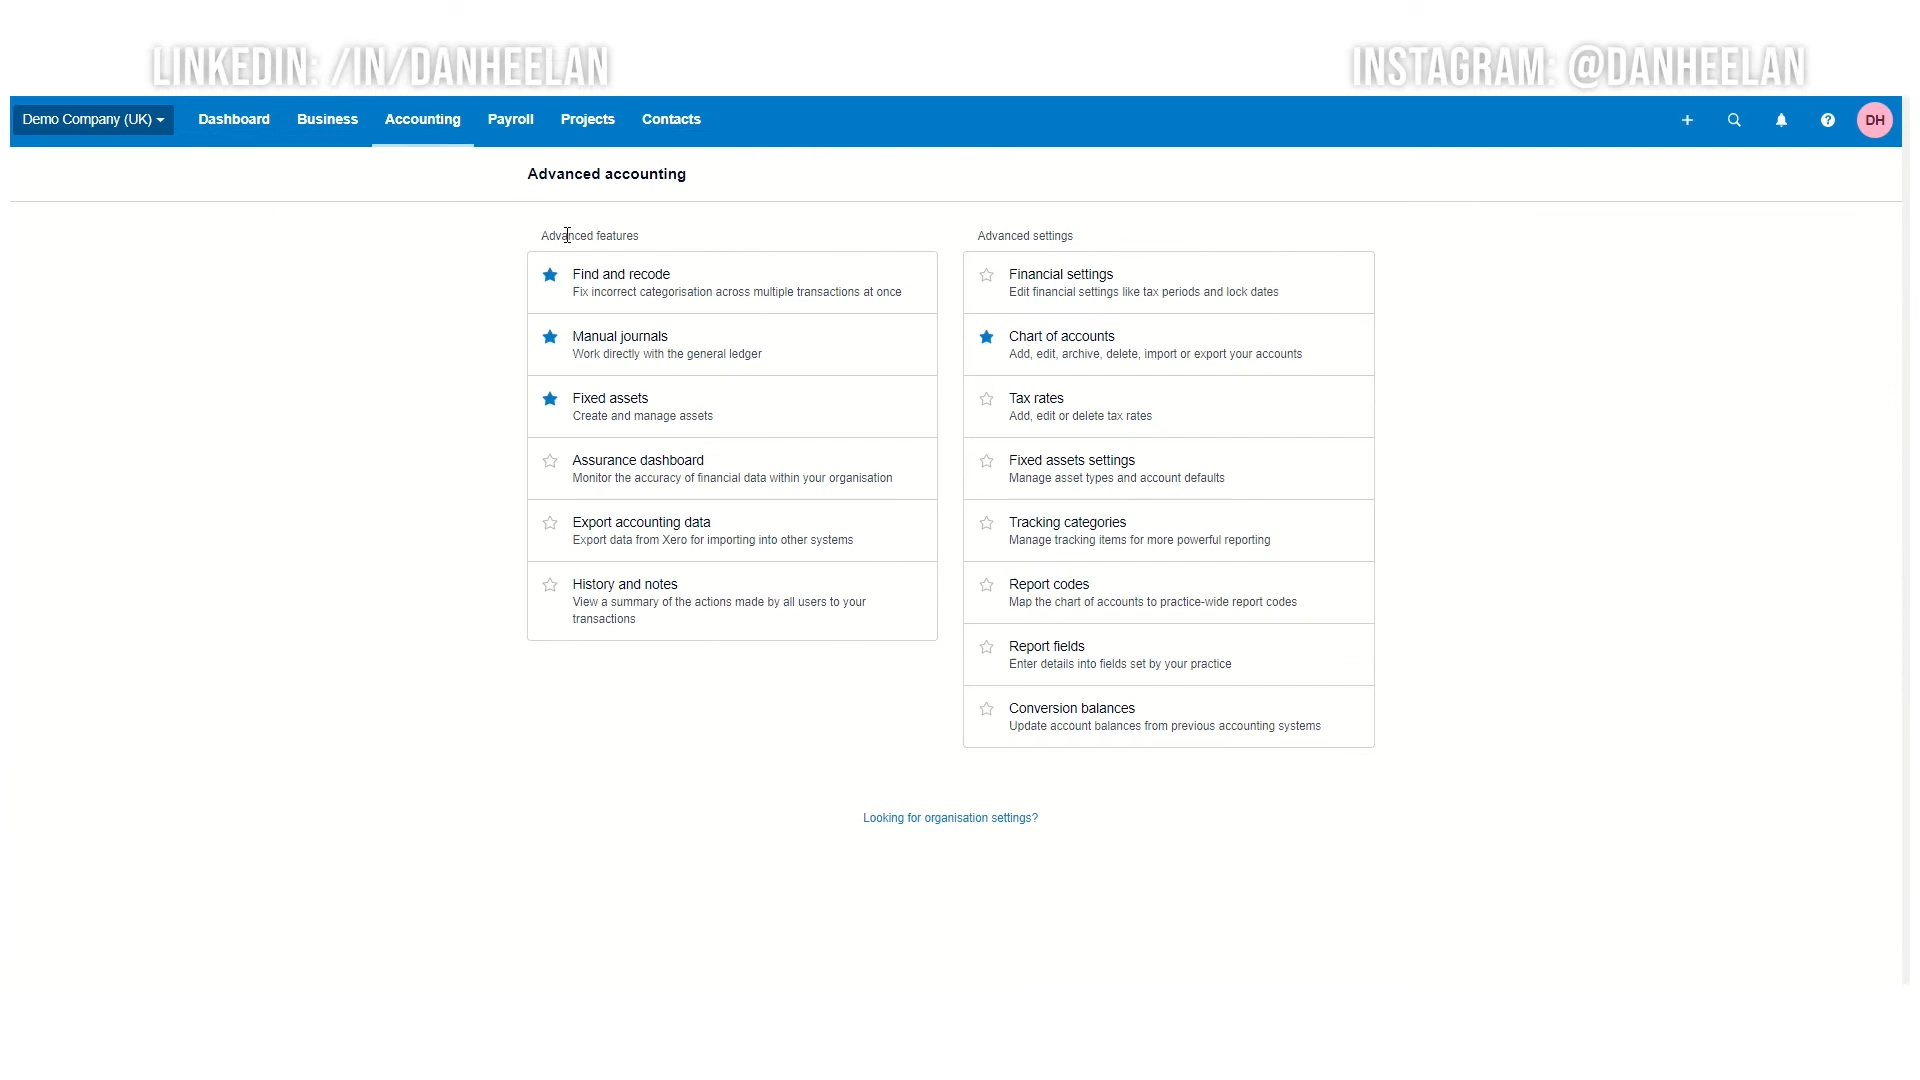 LINKEDIN: /IN/DANHEELAN
INSTAGRAM: @DANHEELAN
Demo Company (UK)
Dashboard
Business
Accounting
Payroll
Projects
Contacts
DH
Advanced accounting
Advanced features
Find and recode
Fix incorrect categorisation across multiple transactions at once
Manual journals
Work directly with the general ledger
Fixed assets
Create and manage assets
Assurance dashboard
Monitor the accuracy of financial data within your organisation
Export accounting data
Export data from Xero for importing into other systems
History and notes
View a summary of the actions made by all users to your
transactions
Advanced settings
Financial settings
Edit financial settings like tax periods and lock dates
Chart of accounts
Add, edit, archive, delete, import or export your accounts
Tax rates
Add, edit or delete tax rates
Fixed assets settings
Manage asset types and account defaults
Tracking categories
Manage tracking items for more powerful reporting
Report codes
Map the chart of accounts to practice-wide report codes
Report fields
Enter details into fields set by your practice
Conversion balances
Update account balances from previous accounting systems
Looking for organisation settings?